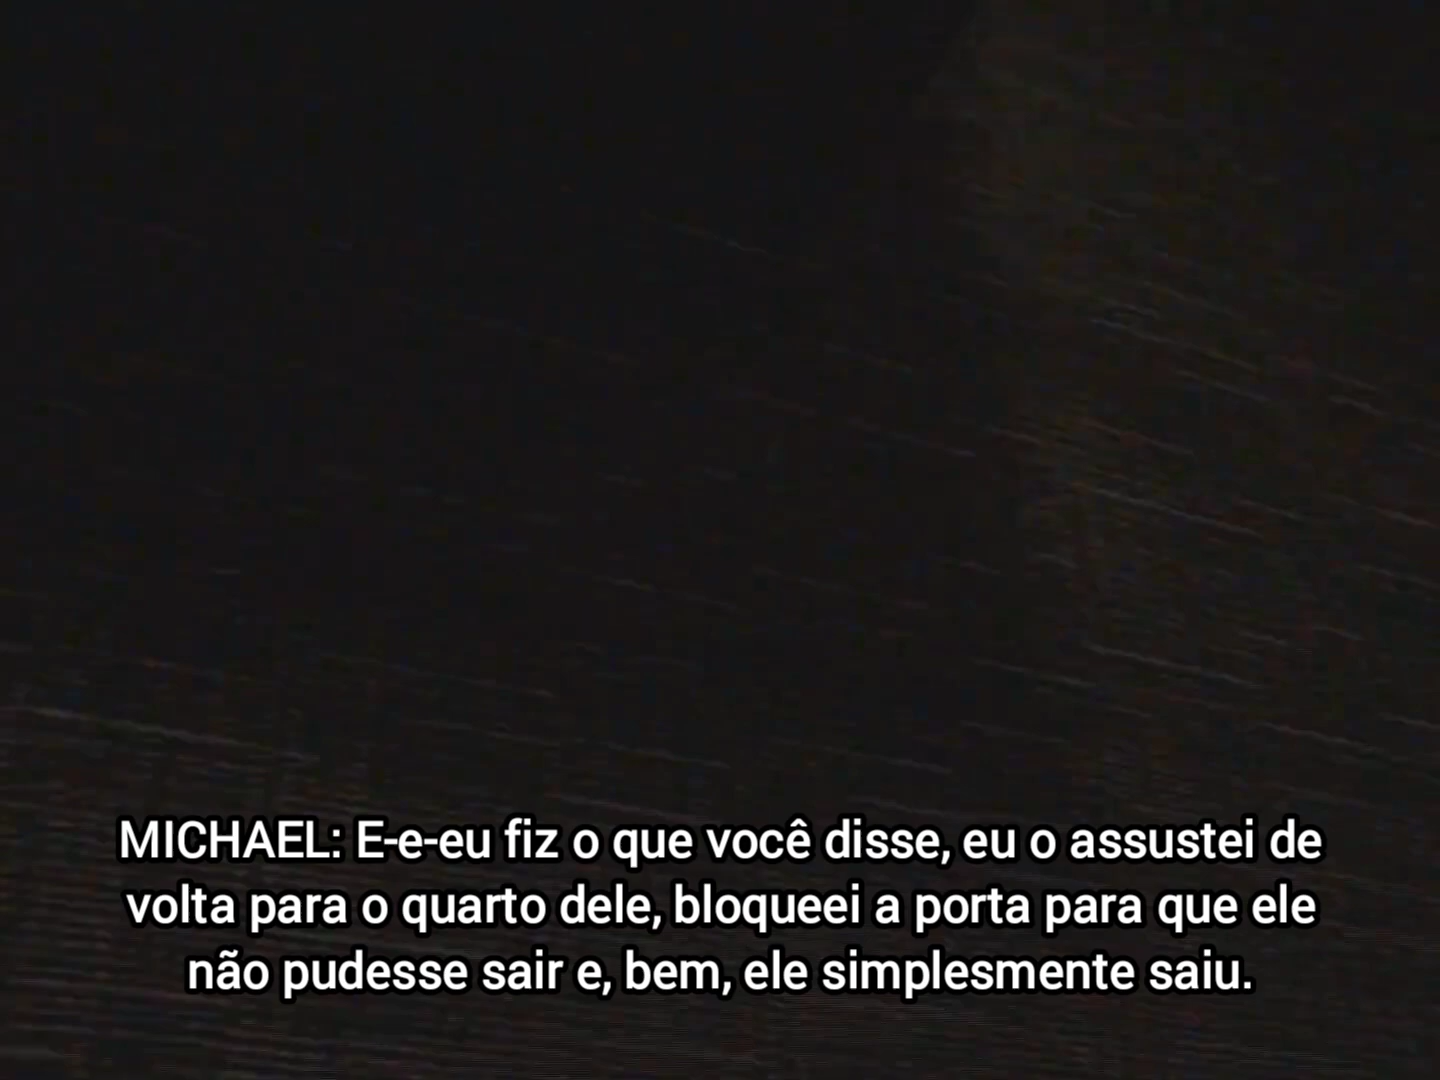 MICHAEL: E-e-eu fiz o que você disse, eu o assustei de
volta para o quarto dele, bloqueei a porta para que ele
não pudesse sair e, bem, ele simplesmente saiu.